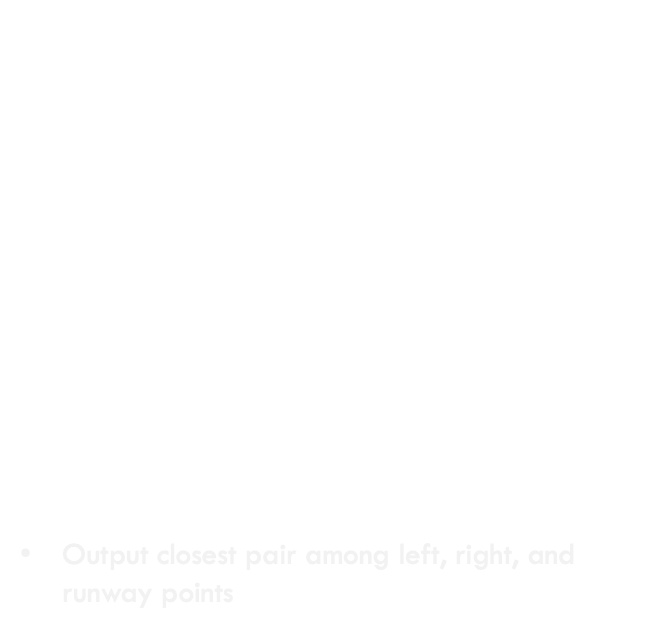 • Output closest pair among left, right, and
runway points